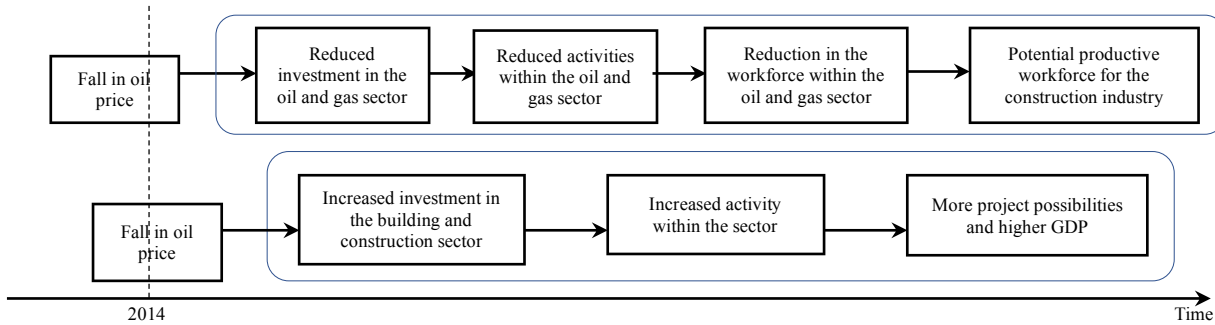 Fall in oil
price
Reduced
investment in the
oil and gas sector
Reduced activities
within the oil and
gas sector
Reduction in the
workforce within the
oil and gas sector
Potential productive
workforce for the
construction industry
Fall in oil
price
Increased investment in
the building and
construction sector
Increased activity
within the sector
More project possibilities
and higher GDP
2014
Time